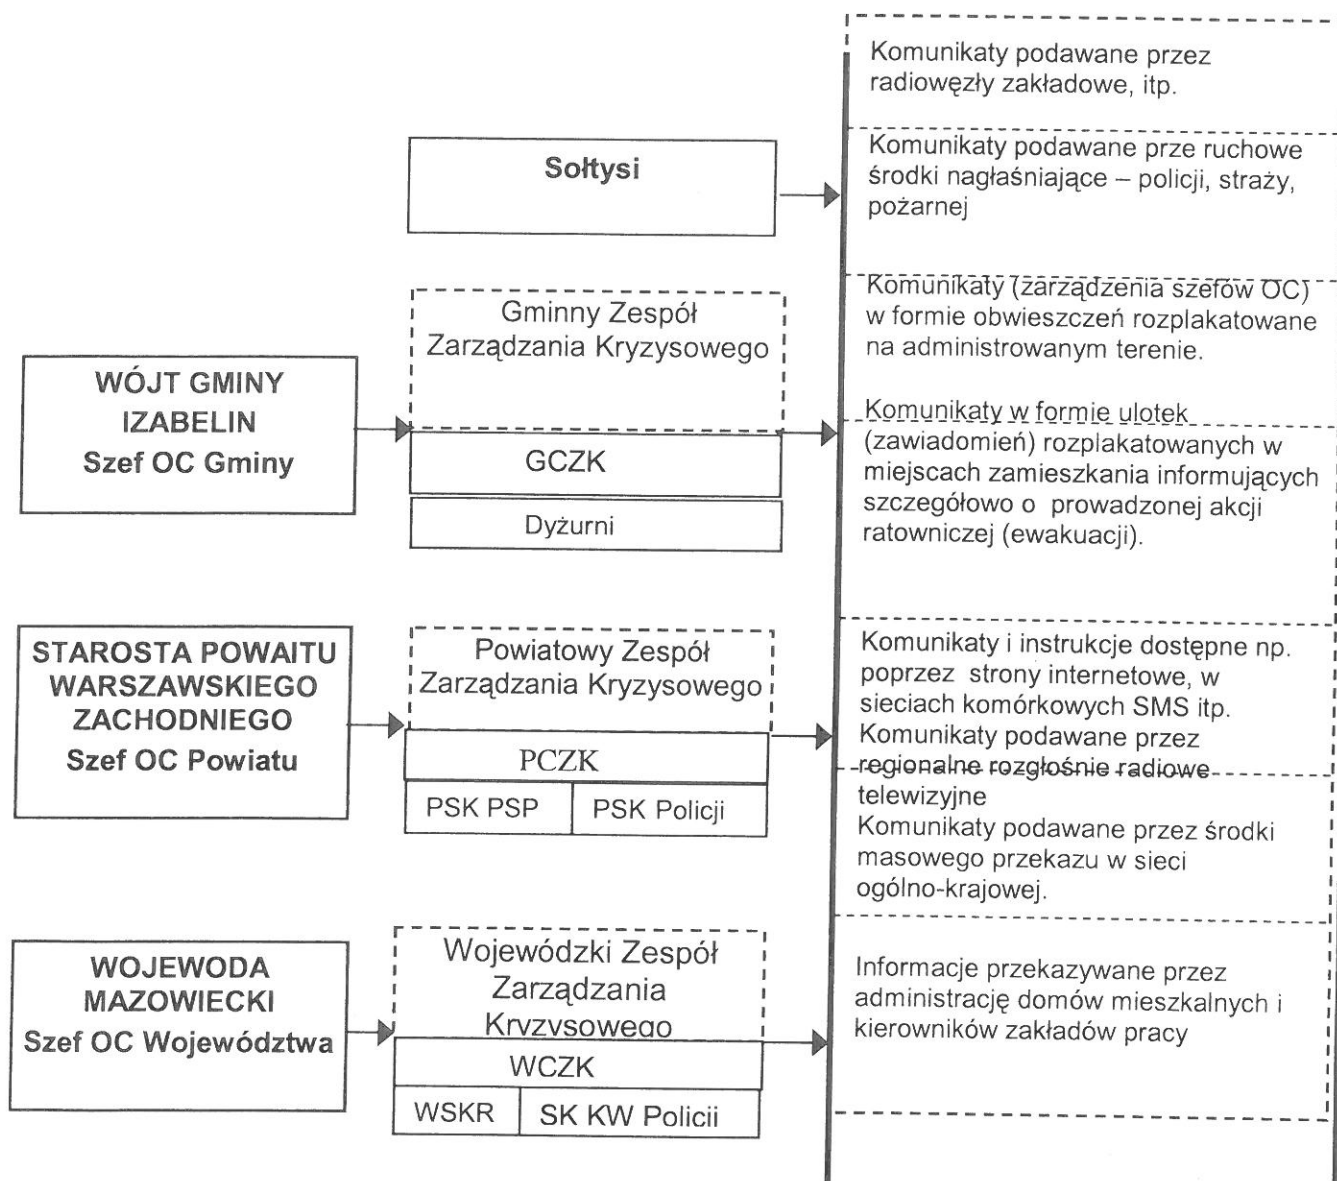 Sołtysi
WÓJT GMINY
IZABELIN
Szef OC Gminy
Gminny Zespół
Zarządzania Kryzysowego
GCZK
Dyżurni
STAROSTA POWAITU
WARSZAWSKIEGO
ZACHODNIEGO
Szef OC Powiatu
Powiatowy Zespół
Zarządzania Kryzysowego
PCZK
PSK PSP
PSK Policji
WOJEWODA
MAZOWIECKI
Szef OC Województwa
Wojewódzki Zespół
Zarządzania
Kryzysowego
WCZK
WSKR
SK KW Policji
Komunikaty podawane przez
radiowęzły zakładowe, itp.
Komunikaty podawane prze ruchowe
środki nagłaśniające – policji, straży,
pożarnej
Komunikaty (zarządzenia szefów OC)
w formie obwieszczeń rozplakatowane
na administrowanym terenie.
Komunikaty w formie ulotek
(zawiadomień) rozplakatowanych w
miejscach zamieszkania informujących
szczegółowo o prowadzonej akcji
ratowniczej (ewakuacji).
Komunikaty i instrukcje dostępne np.
poprzez strony internetowe, w
sieciach komórkowych SMS itp.
Komunikaty podawane przez
regionalne rozgłośnie radiowe
telewizyjne
Komunikaty podawane przez środki
masowego przekazu w sieci
ogólno-krajowej.
Informacje przekazywane przez
administrację domów mieszkalnych i
kierowników zakładów pracy